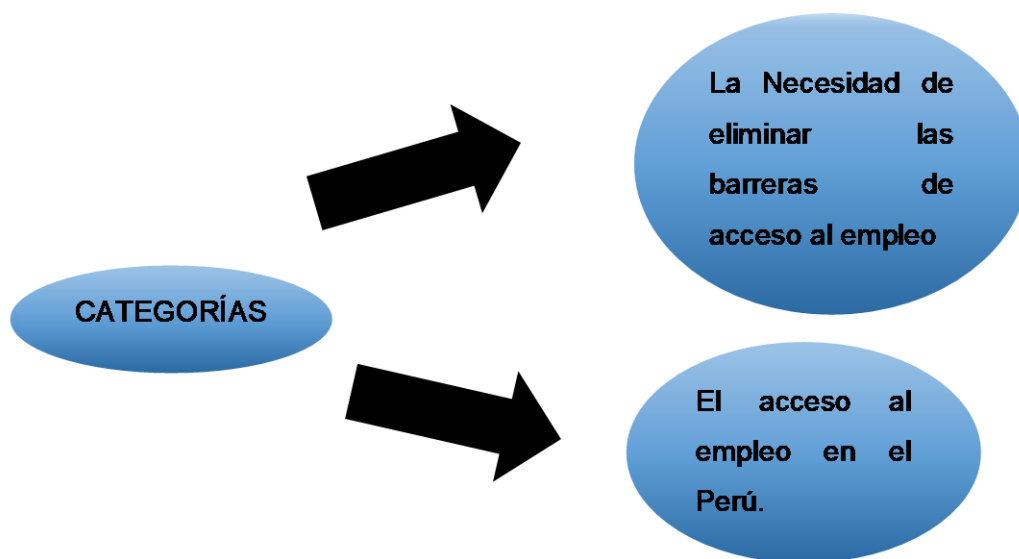 La Necesidad de
eliminar las
barreras de
acceso al empleo
CATEGORÍAS
El acceso al
empleo en el
Perú.